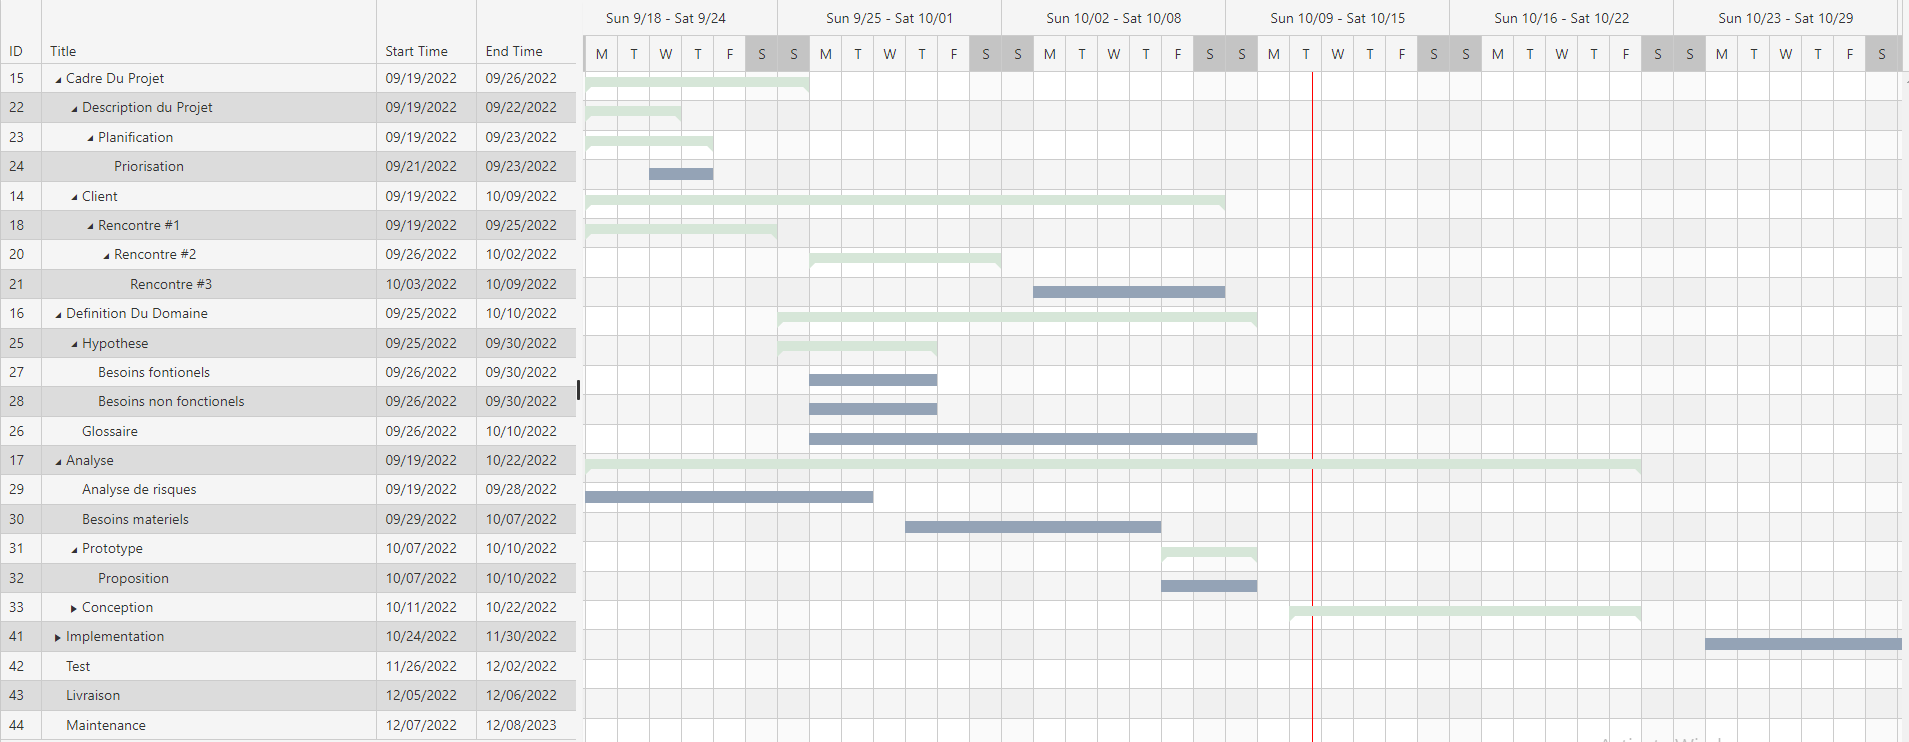 Sun 9/18 - Sat 9/24 Sun 9/25 - Sat 10/01 Sun 10/02 - Sat 10/08 Sun 10/09 - Sat 10/15 Sun 10/16 - Sat 10/22 Sun 10/23 - Sat 10/29
ID Title Start Time End Time M T W T F S S M T W T F S S M T W T F S S M T W T F S S M T W T F S S M T W T F S
15 Cadre Du Projet 09/19/2022 09/26/2022
22 Description du Projet 09/19/2022 09/22/2022
23 Planification 09/19/2022 09/23/2022
24 Priorisation 09/21/2022 09/23/2022
14 Client 09/19/2022 10/09/2022
18 Rencontre #1 09/19/2022 09/25/2022
20 Rencontre #2 09/26/2022 10/02/2022
21 Rencontre #3 10/03/2022 10/09/2022
16 Definition Du Domaine 09/25/2022 10/10/2022
25 Hypothese 09/25/2022 09/30/2022
27 Besoins fontionels 09/26/2022 09/30/2022
28 Besoins non fonctionels 09/26/2022 09/30/2022
26 Glossaire 09/26/2022 10/10/2022
17 Analyse 09/19/2022 10/22/2022
29 Analyse de risques 09/19/2022 09/28/2022
30 Besoins materiels 09/29/2022 10/07/2022
31 Prototype 10/07/2022 10/10/2022
32 Proposition 10/07/2022 10/10/2022
33 Conception 10/11/2022 10/22/2022
41 Implementation 10/24/2022 11/30/2022
42 Test 11/26/2022 12/02/2022
43 Livraison 12/05/2022 12/06/2022
44 Maintenance 12/07/2022 12/08/2023